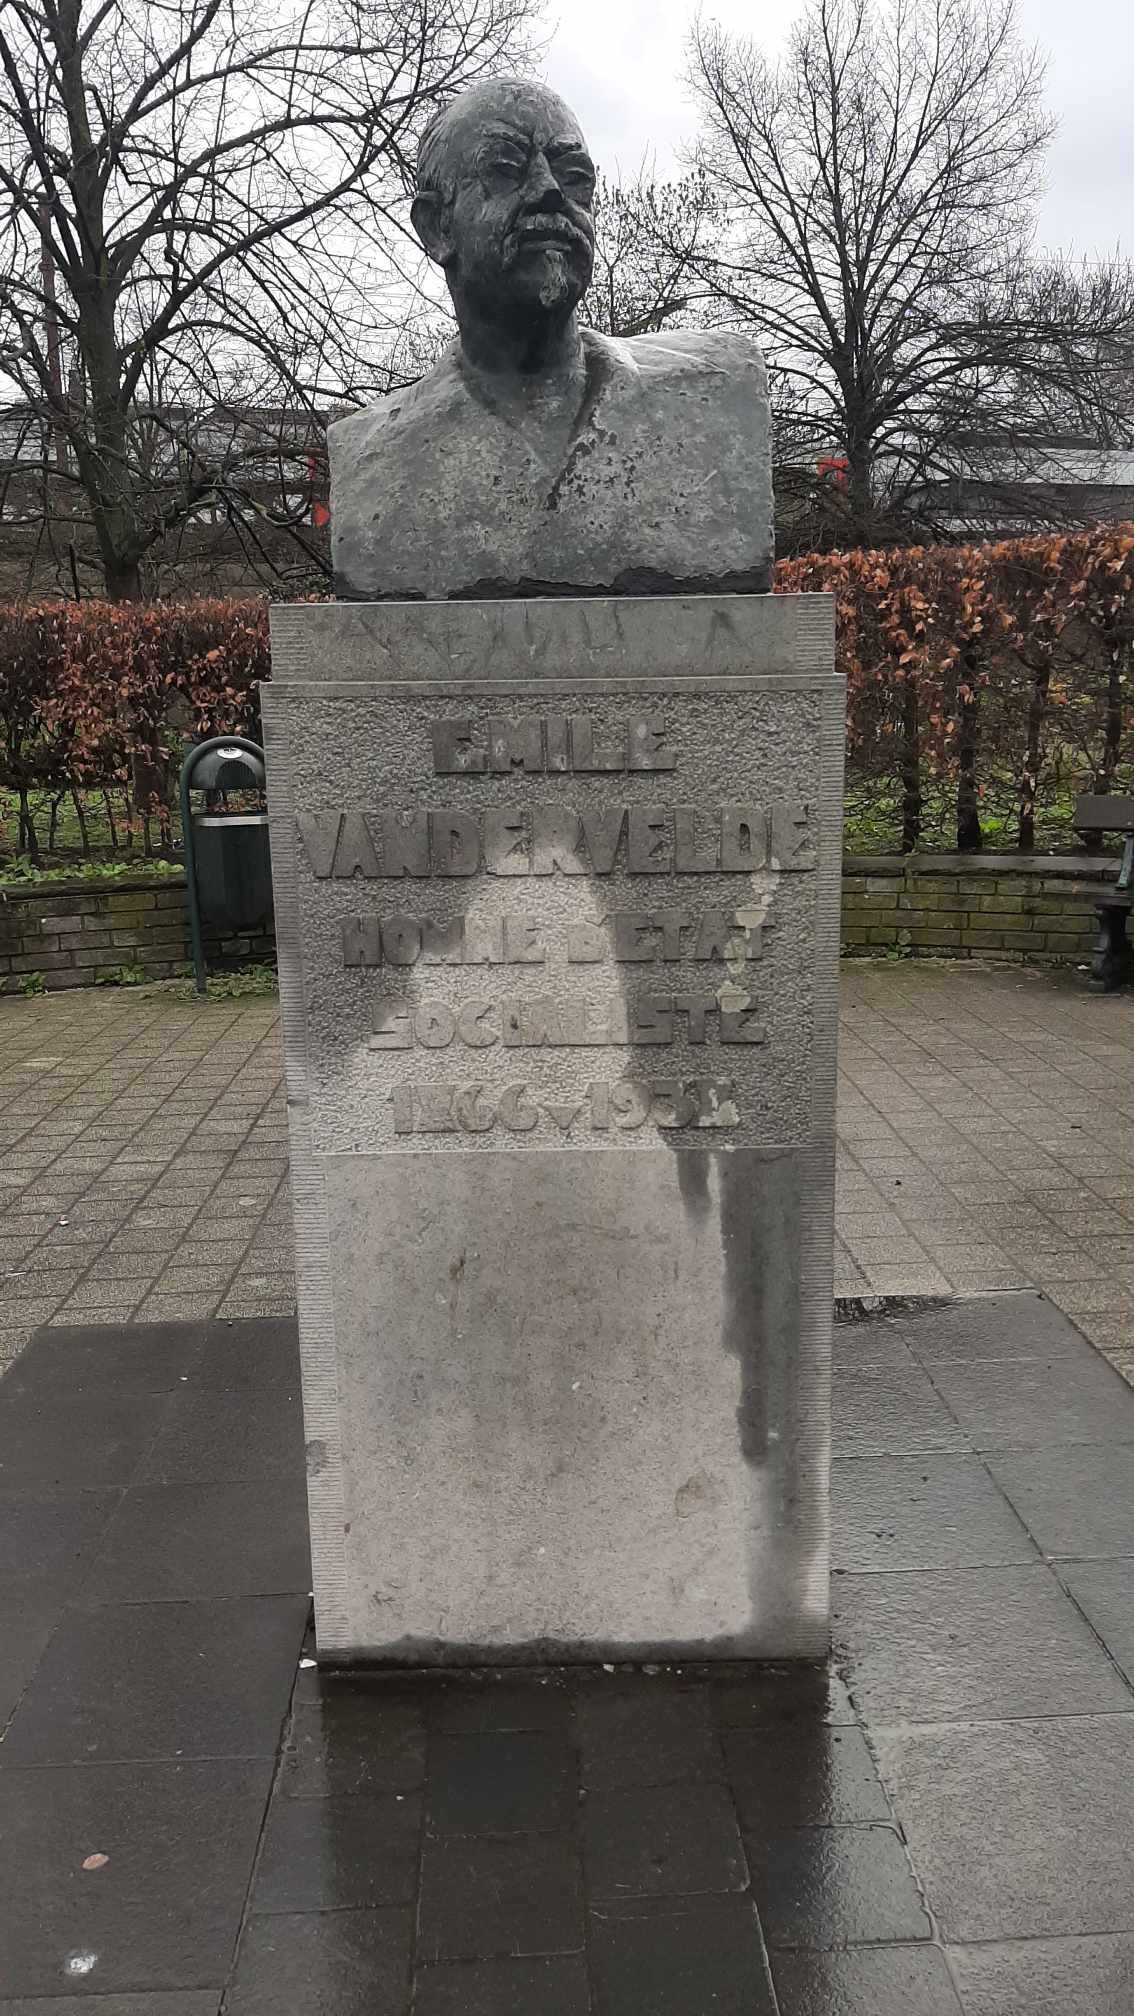 EMILE
VANDERVELDE
HOMME D'ETAT
SOCIALISTE
1866 1938